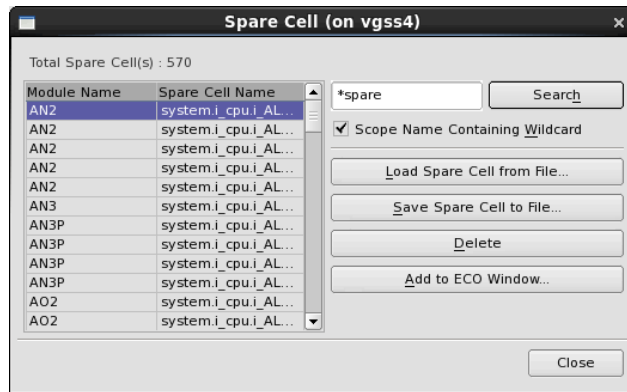 Spare Cell (on vgss4)
Total Spare Cell(s) : 570
Module Name Spare Cell Name
AN2 system.i_cpu.i_AL...
AN2 system.i_cpu.i_AL...
AN2 system.i_cpu.i_AL...
AN2 system.i_cpu.i_AL...
AN2 system.i_cpu.i_AL...
AN3 system.i_cpu.i_AL...
AN3P system.i_cpu.i_AL...
AN3P system.i_cpu.i_AL...
AN3P system.i_cpu.i_AL...
AN3P system.i_cpu.i_AL...
AO2 system.i_cpu.i_AL...
AO2 system.i_cpu.i_AL...
*spare Search
Scope Name Containing Wildcard
Load Spare Cell from File...
Save Spare Cell to File...
Delete
Add to ECO Window...
Close